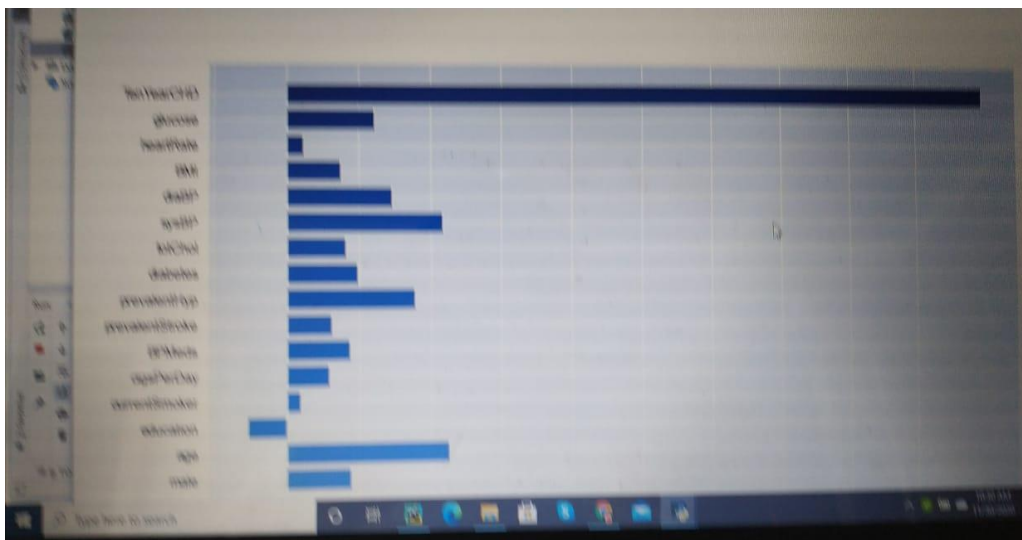 TenYearCHD
glucose
heartRate
BMI
diaBP
sysBP
totChol
diabetes
prevalentHyp
prevalentStroke
BPMeds
cigsPerDay
currentSmoker
education
age
male
Type here to search